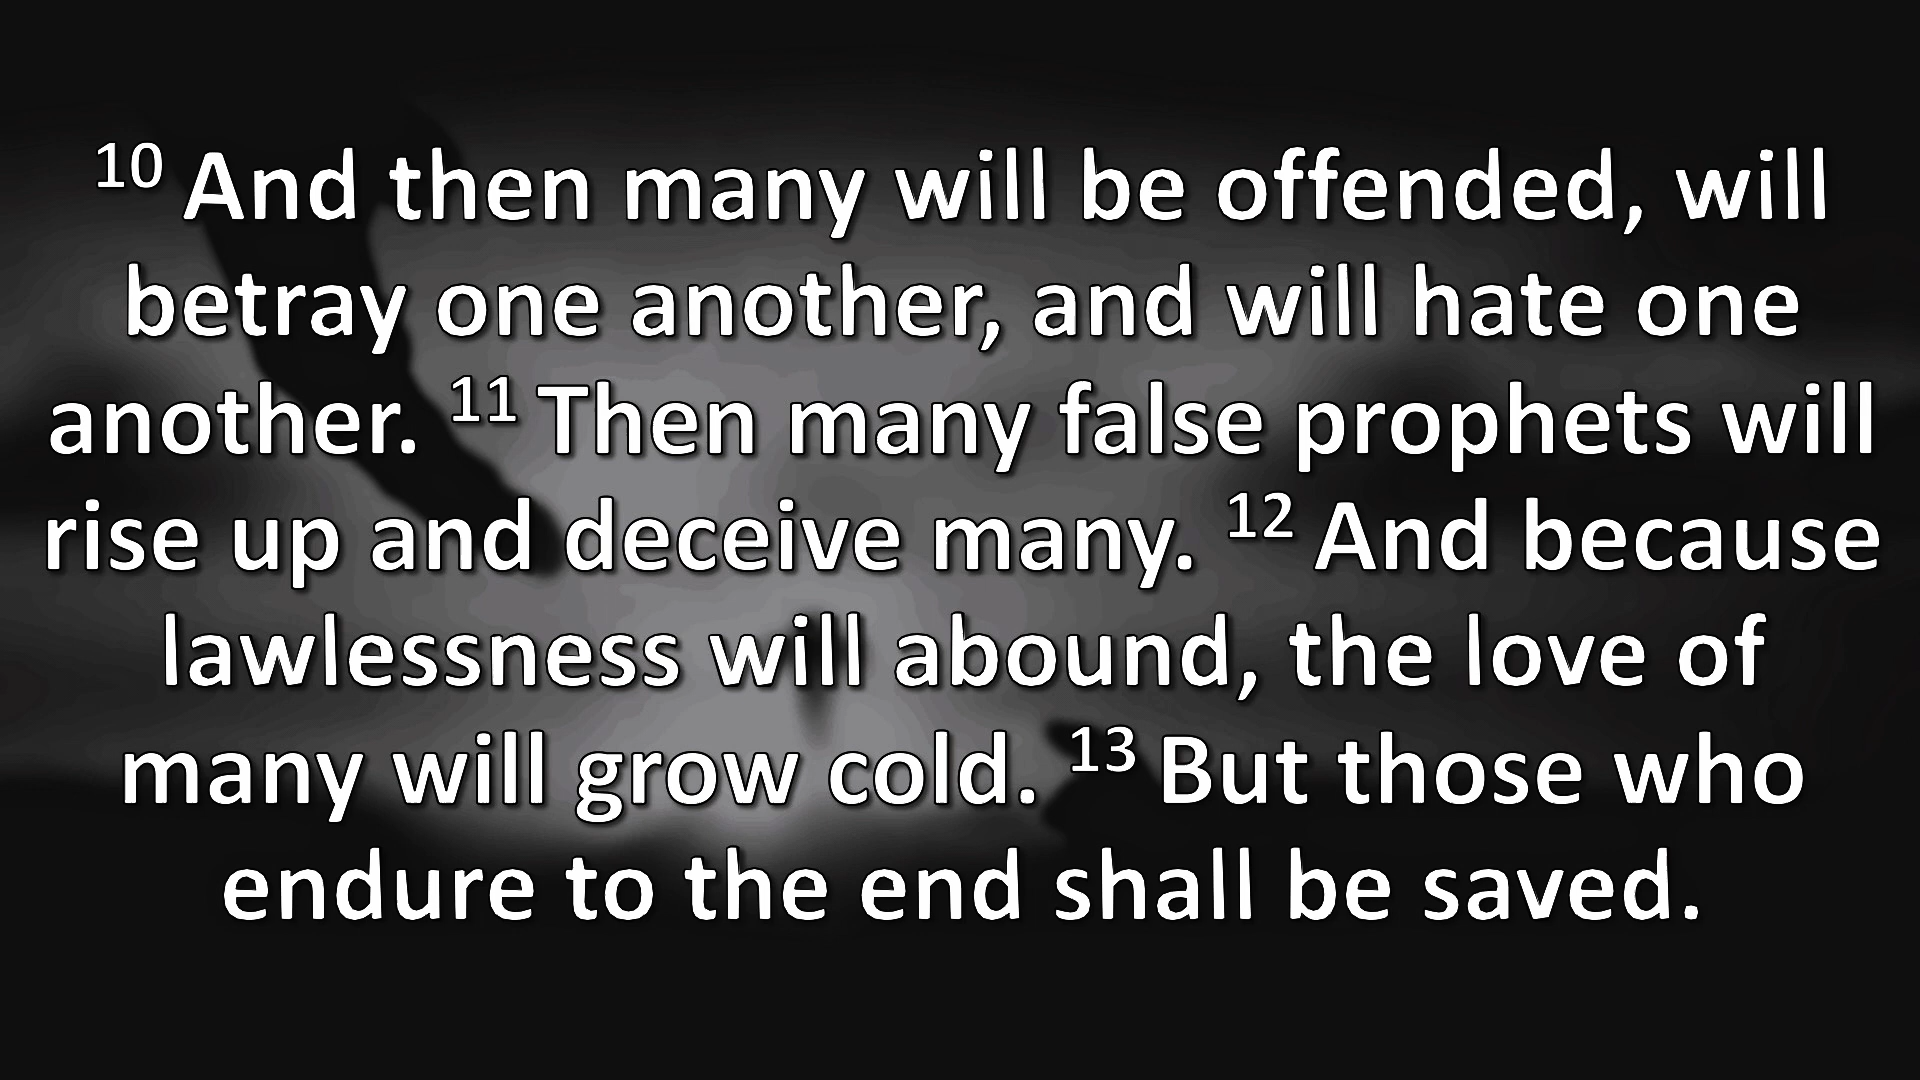 10 And then many will be offended, will
betray one another, and will hate one
another. 11 Then many false prophets will
rise up and deceive many. 12 And because
lawlessness will abound, the love of
many will grow cold. 13 But those who
endure to the end shall be saved.